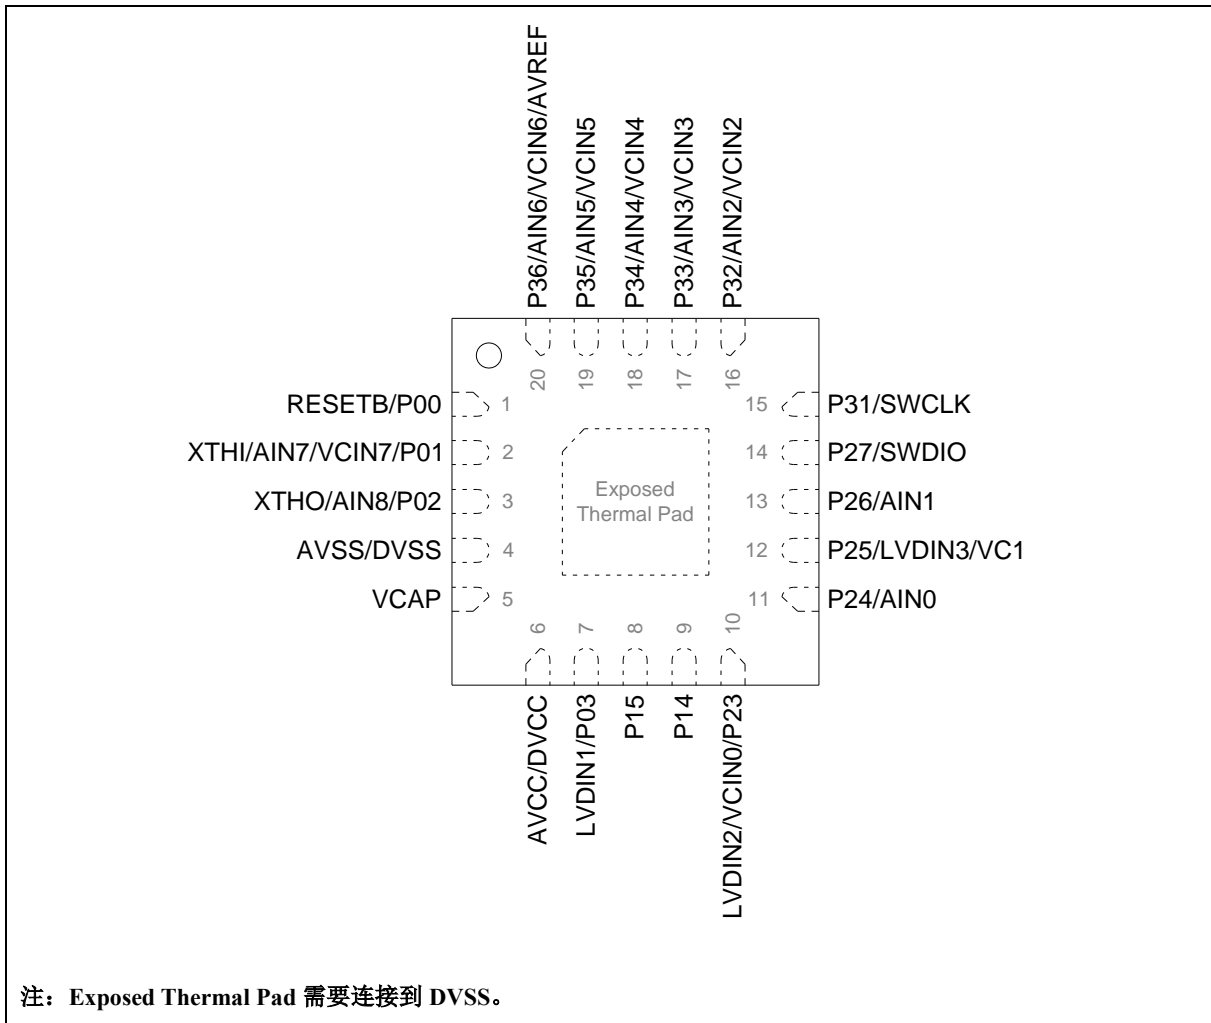 P36/AIN6/VCIN6/AVREF
P35/AIN5/VCIN5
P34/AIN4/VCIN4
P33/AIN3/VCIN3
P32/AIN2/VCIN2
20
19
18
17
16
RESETB/P00
1
XTHI/AIN7/VCIN7/P01
2
XTHO/AIN8/P02
3
AVSS/DVSS
4
VCAP
5
Exposed
Thermal Pad
15
P31/SWCLK
14
P27/SWDIO
13
P26/AIN1
12
P25/LVDIN3/VC1
11
P24/AIN0
6
7
8
9
10
AVCC/DVCC
LVDIN1/P03
P15
P14
LVDIN2/VCIN0/P23
注：Exposed Thermal Pad 需要连接到 DVSS。